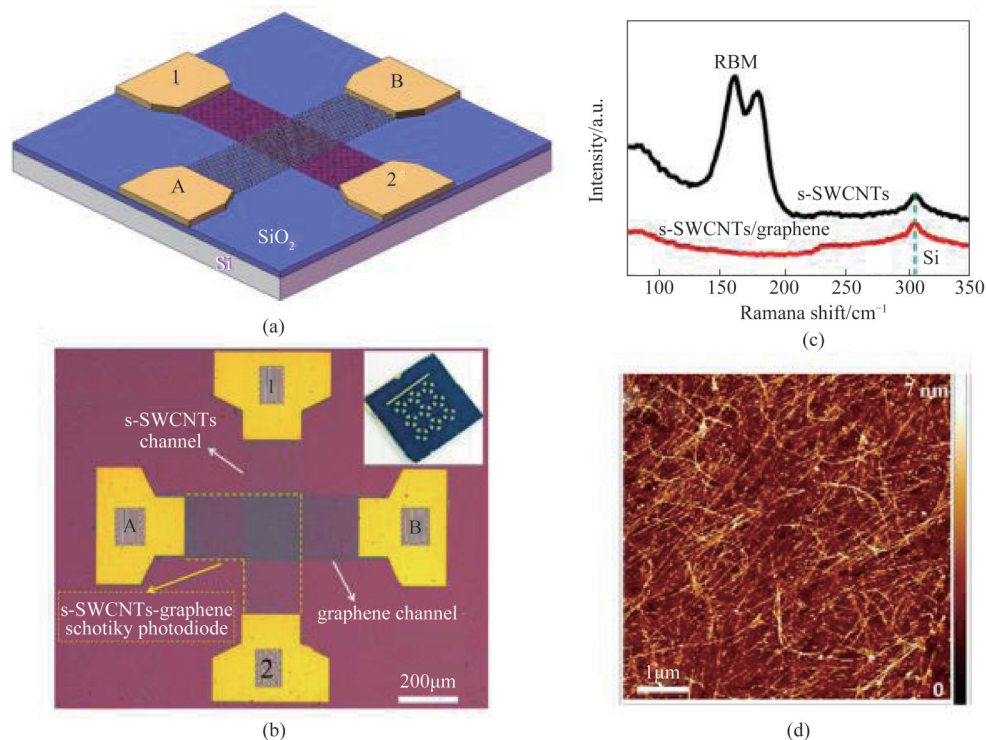 1
B
A
2
SiO₂
Si
(a)
RBM
s-SWCNTs
s-SWCNTs/graphene
Si
Intensity/a.u.
100 150 200 250 300 350
Ramana shift/cm⁻¹
(c)
1
s-SWCNTs
channel
A
B
s-SWCNTs-graphene
schotiky photodiode
graphene channel
2
200μm
(b)
7 nm
1μm
0
(d)